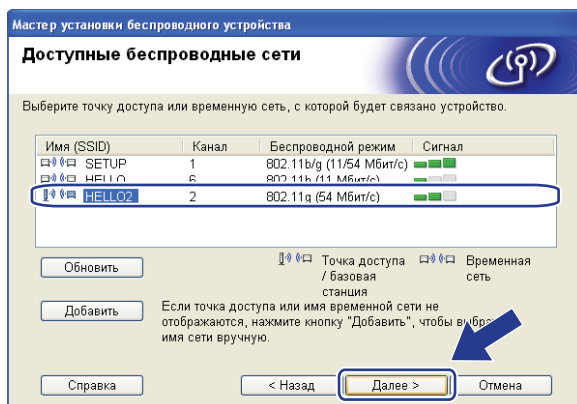 Мастер установки беспроводного устройства
Доступные беспроводные сети
Выберите точку доступа или временную сеть, с которой будет связано устройство.
Имя (SSID) Канал Беспроводной режим Сигнал
SETUP 1 802.11b/g (11/54 Мбит/с)
HELLO 6 802.11b (11 Мбит/с)
HELLO2 2 802.11g (54 Мбит/с)
Обновить
Точка доступа
/ базовая
станция
Временная
сеть
Добавить
Если точка доступа или имя временной сети не
отображаются, нажмите кнопку "Добавить", чтобы
имя сети вручную.
Справка < Назад Далее > Отмена